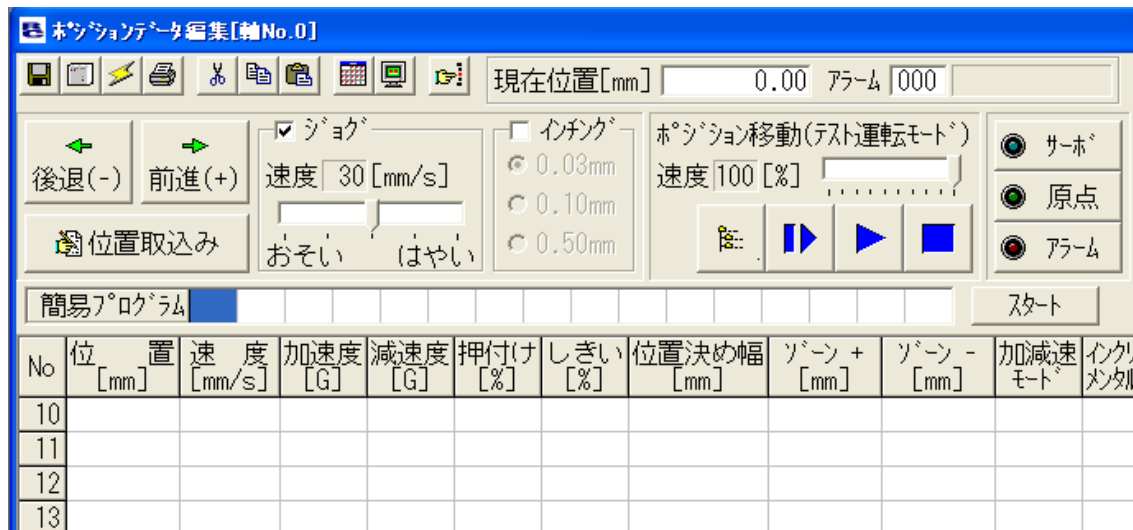 ﾎﾟｼﾞｼｮﾝﾃﾞｰﾀ編集[軸No.0]
現在位置[mm] 0.00 ｱﾗｰﾑ 000
後退(-) 前進(+)
位置取込み
ｼﾞｮｸﾞ
速度 30 [mm/s]
おそい はやい
ｲﾝﾁﾝｸﾞ
0.03mm
0.10mm
0.50mm
ﾎﾟｼﾞｼｮﾝ移動(ﾃｽﾄ運転ﾓｰﾄﾞ)
速度 100 [%]
ｻｰﾎﾞ
原点
ｱﾗｰﾑ
簡易ﾌﾟﾛｸﾞﾗﾑ ｽﾀｰﾄ
No 位置[mm] 速度[mm/s] 加速度[G] 減速度[G] 押付け[%] しきい[%] 位置決め幅[mm] ｿﾞｰﾝ +[mm] ｿﾞｰﾝ -[mm] 加減速ﾓｰﾄﾞ ｲﾝｸﾘﾒﾝﾀﾙ
10
11
12
13